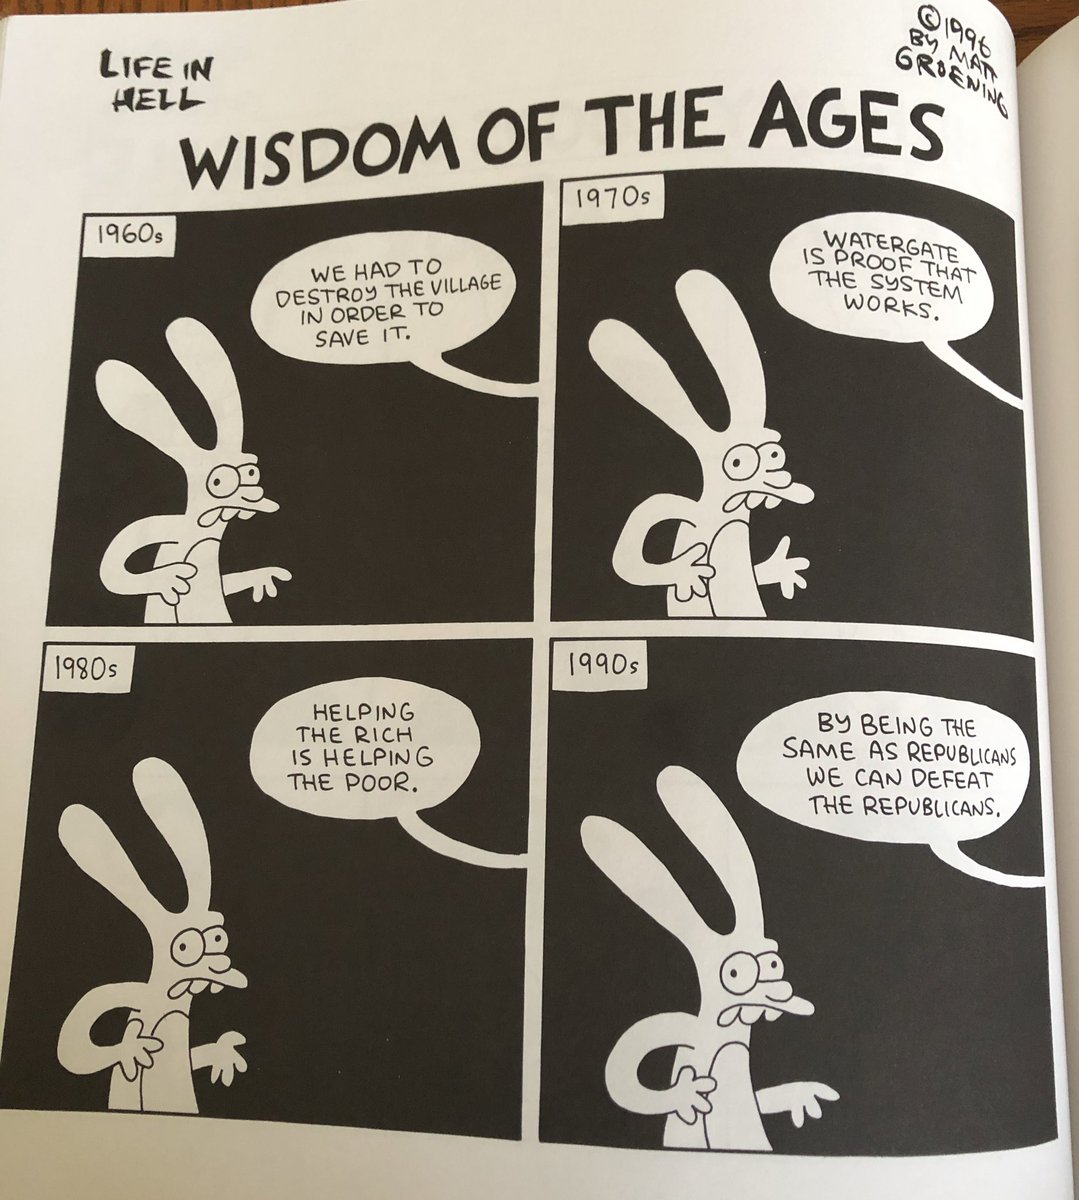 LIFE IN
HELL
©1996
BY MATT
GROENING
WISDOM OF THE AGES
1960s
WE HAD TO
DESTROY THE VILLAGE
IN ORDER TO
SAVE IT.
1970s
WATERGATE
IS PROOF THAT
THE SYSTEM
WORKS.
1980s
HELPING
THE RICH
IS HELPING
THE POOR.
1990s
BY BEING THE
SAME AS REPUBLICANS
WE CAN DEFEAT
THE REPUBLICANS.